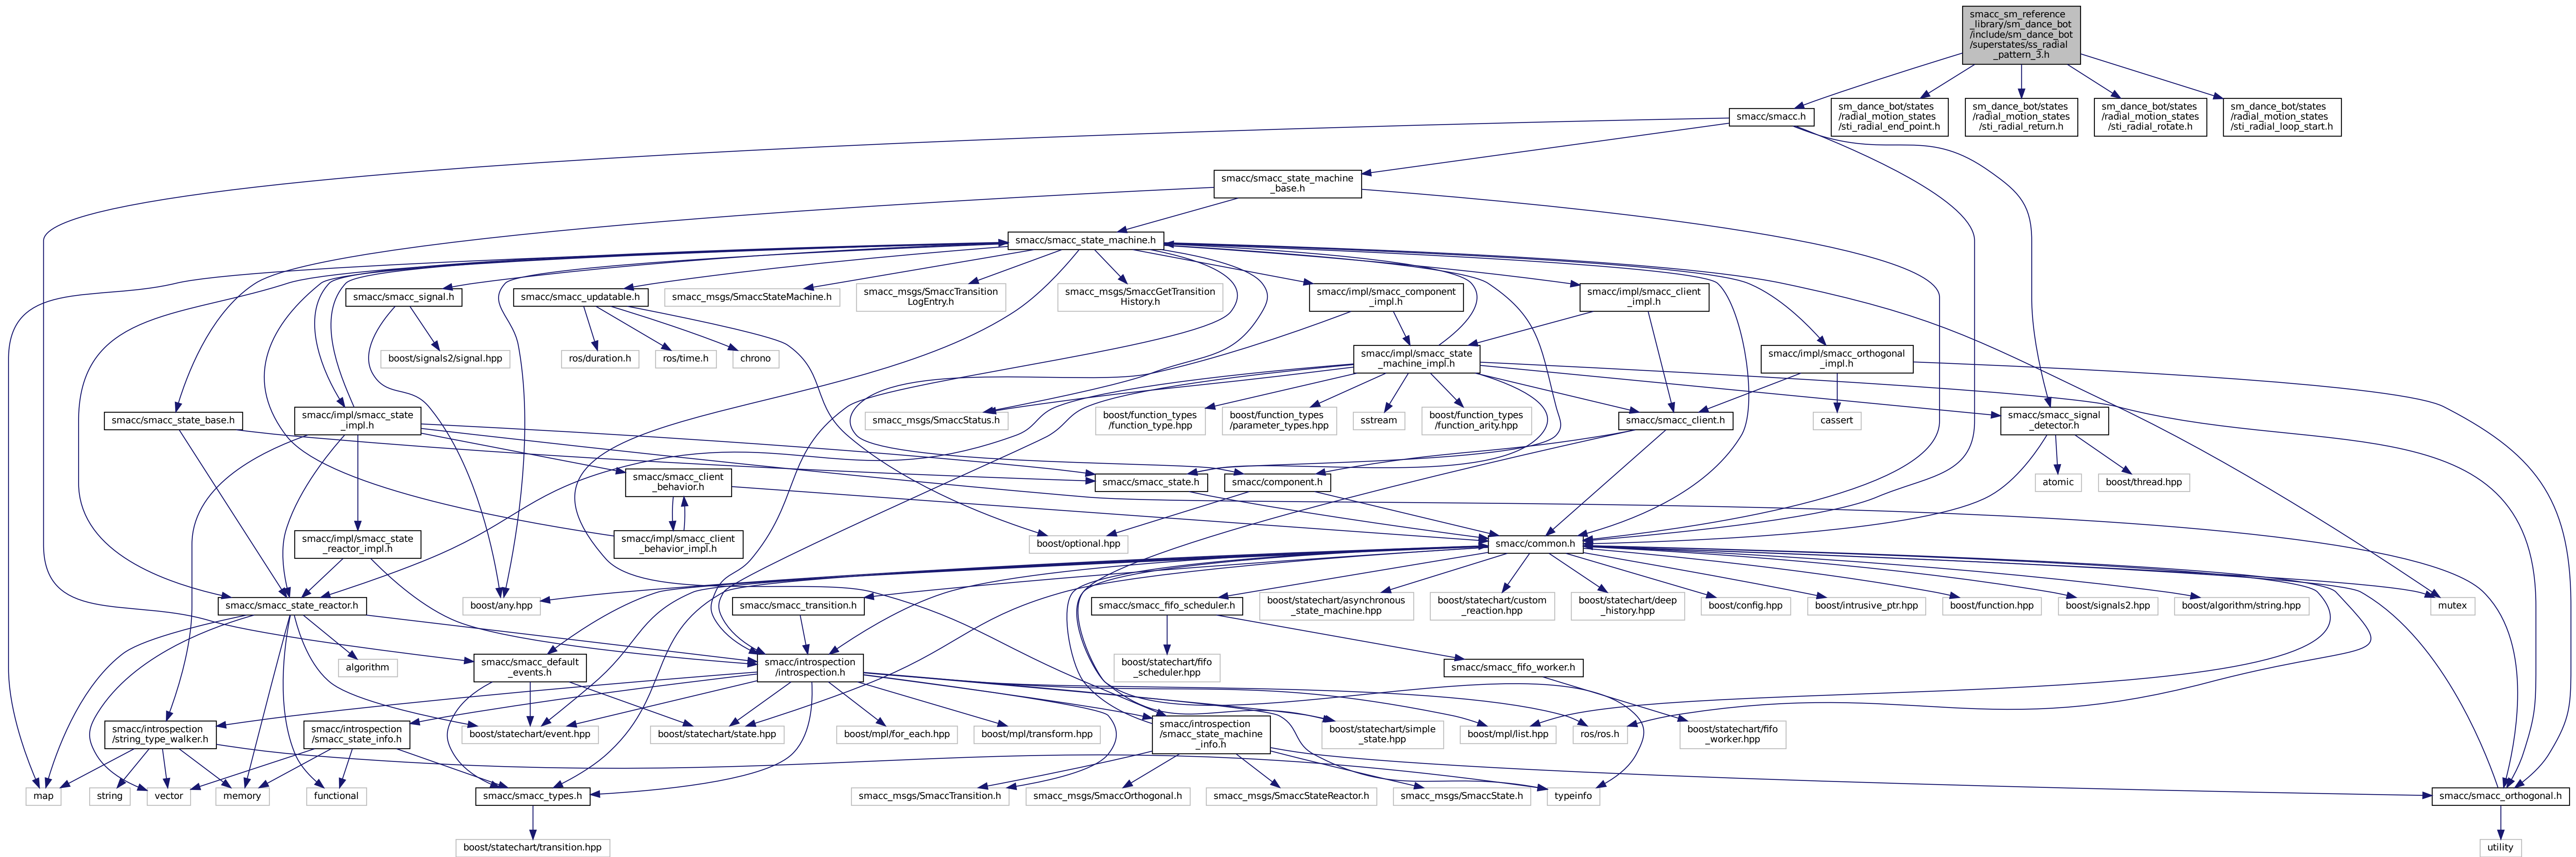 smacc_sm_reference
_library/sm_dance_bot
/include/sm_dance_bot
/superstates/ss_radial
_pattern_3.h
smacc/smacc.h
sm_dance_bot/states
/radial_motion_states
/sti_radial_end_point.h
sm_dance_bot/states
/radial_motion_states
/sti_radial_return.h
sm_dance_bot/states
/radial_motion_states
/sti_radial_rotate.h
sm_dance_bot/states
/radial_motion_states
/sti_radial_loop_start.h
smacc/smacc_state_machine
_base.h
smacc/smacc_state_machine.h
smacc/smacc_signal.h
smacc/smacc_updatable.h
smacc_msgs/SmaccStateMachine.h
smacc_msgs/SmaccTransition
LogEntry.h
smacc_msgs/SmaccGetTransition
History.h
smacc/impl/smacc_component
_impl.h
smacc/impl/smacc_client
_impl.h
boost/signals2/signal.hpp
ros/duration.h
ros/time.h
chrono
smacc/impl/smacc_state
_machine_impl.h
smacc/impl/smacc_orthogonal
_impl.h
smacc/smacc_state_base.h
smacc/impl/smacc_state
_impl.h
smacc_msgs/SmaccStatus.h
boost/function_types
/function_type.hpp
boost/function_types
/parameter_types.hpp
sstream
boost/function_types
/function_arity.hpp
smacc/smacc_client.h
cassert
smacc/smacc_signal
_detector.h
smacc/smacc_client
_behavior.h
smacc/smacc_state.h
smacc/component.h
atomic
boost/thread.hpp
smacc/impl/smacc_state
_reactor_impl.h
smacc/impl/smacc_client
_behavior_impl.h
boost/optional.hpp
smacc/common.h
smacc/smacc_state_reactor.h
boost/any.hpp
smacc/smacc_transition.h
smacc/smacc_fifo_scheduler.h
boost/statechart/asynchronous
_state_machine.hpp
boost/statechart/custom
_reaction.hpp
boost/statechart/deep
_history.hpp
boost/config.hpp
boost/intrusive_ptr.hpp
boost/function.hpp
boost/signals2.hpp
boost/algorithm/string.hpp
mutex
algorithm
smacc/smacc_default
_events.h
smacc/introspection
/introspection.h
boost/statechart/fifo
_scheduler.hpp
smacc/smacc_fifo_worker.h
smacc/introspection
/string_type_walker.h
smacc/introspection
/smacc_state_info.h
boost/statechart/event.hpp
boost/statechart/state.hpp
boost/mpl/for_each.hpp
boost/mpl/transform.hpp
smacc/introspection
/smacc_state_machine
_info.h
boost/statechart/simple
_state.hpp
boost/mpl/list.hpp
ros/ros.h
boost/statechart/fifo
_worker.hpp
map
string
vector
memory
functional
smacc/smacc_types.h
smacc_msgs/SmaccTransition.h
smacc_msgs/SmaccOrthogonal.h
smacc_msgs/SmaccStateReactor.h
smacc_msgs/SmaccState.h
typeinfo
smacc/smacc_orthogonal.h
boost/statechart/transition.hpp
utility